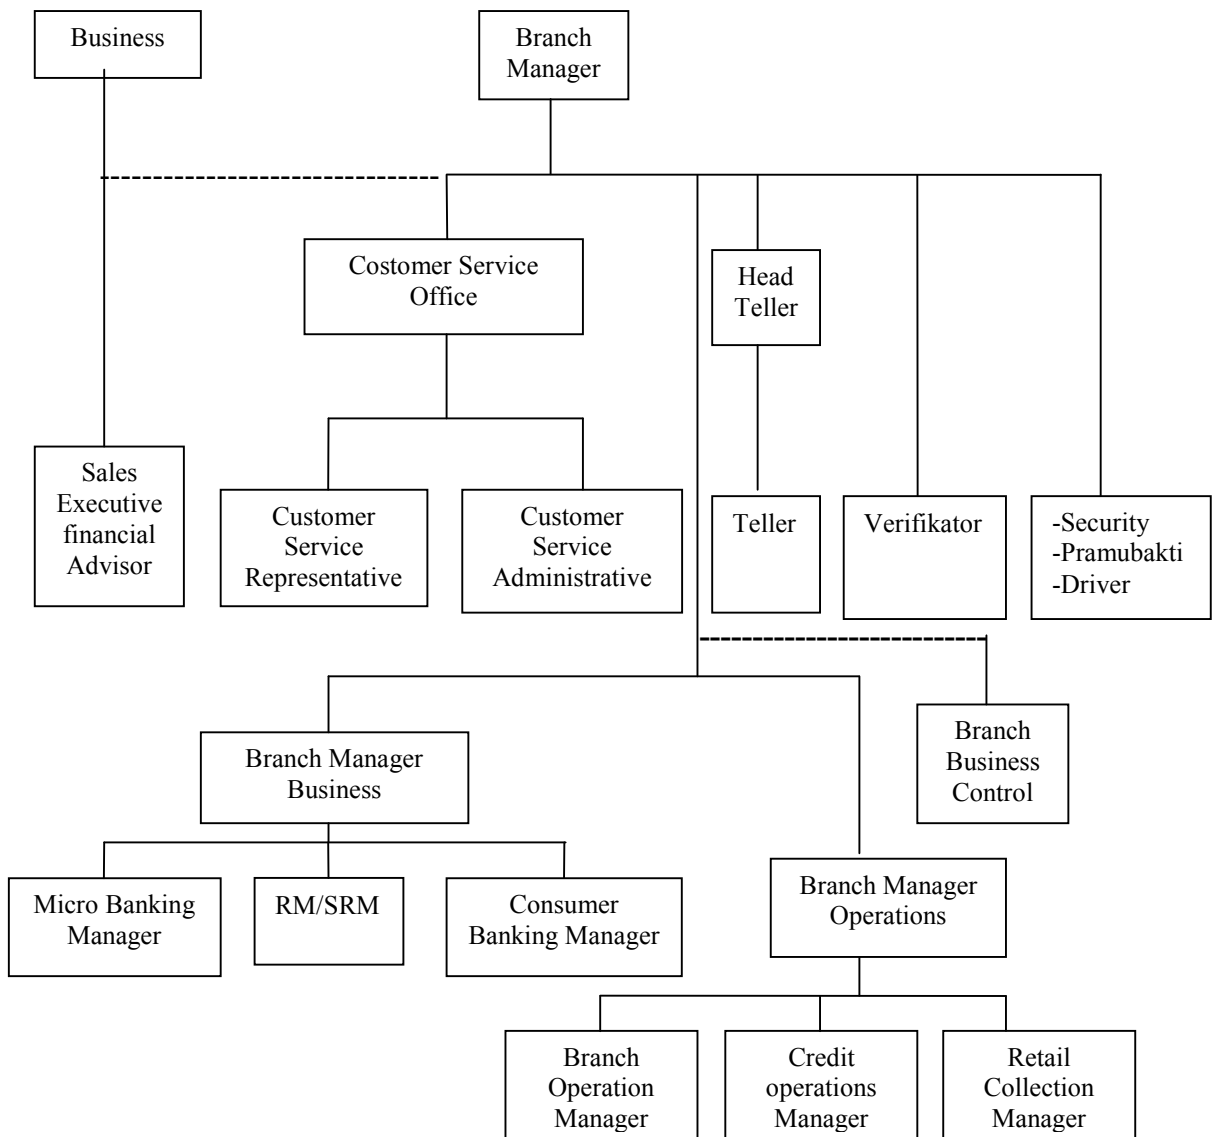 Business
Branch
Manager
Costomer Service
Office
Head
Teller
Sales
Executive
financial
Advisor
Customer
Service
Representative
Customer
Service
Administrative
Teller
Verifikator
-Security
-Pramubakti
-Driver
Branch Manager
Business
Branch
Business
Control
Micro Banking
Manager
RM/SRM
Consumer
Banking Manager
Branch Manager
Operations
Branch
Operation
Manager
Credit
operations
Manager
Retail
Collection
Manager